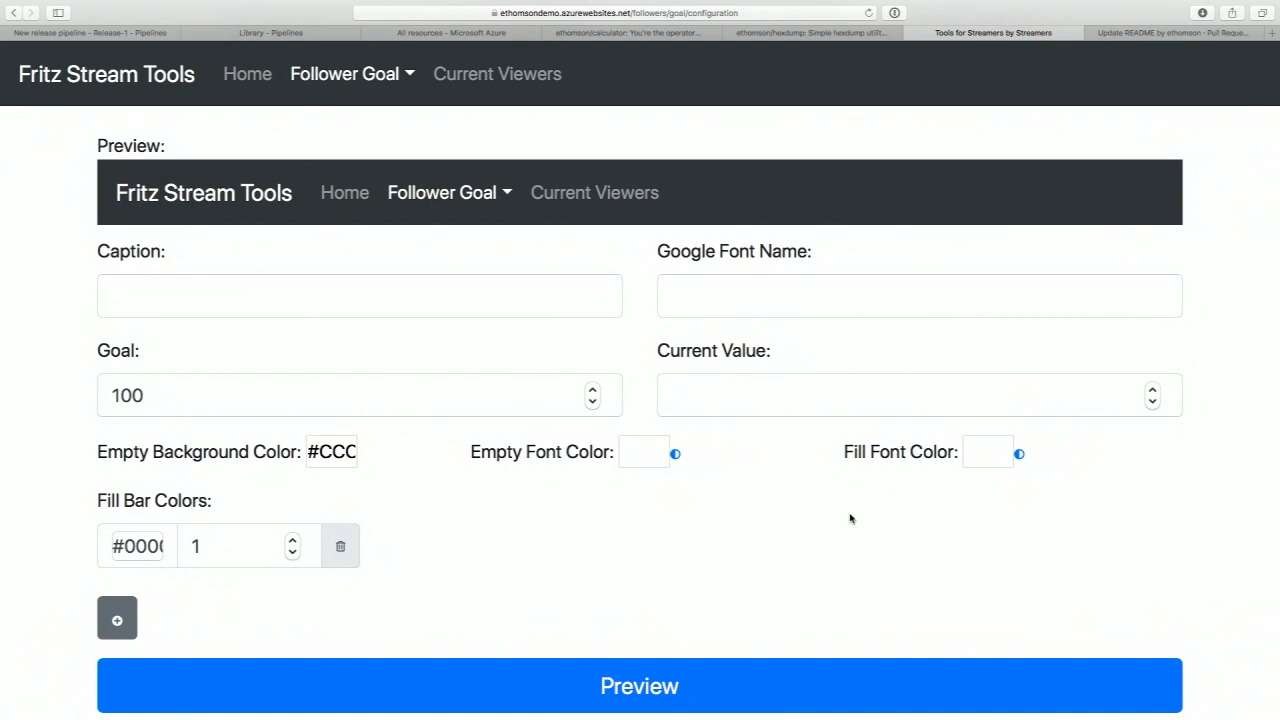 ethomsondemo.azurewebsites.net/followers/goal/configuration
New release pipeline - Release-1 - Pipelines
Library - Pipelines
All resources - Microsoft Azure
ethomson/calculator: You're the operator...
ethomson/hexdump: Simple hexdump utilit...
Tools for Streamers by Streamers
Update README by ethomson · Pull Reque...
Fritz Stream Tools Home Follower Goal Current Viewers
Preview:
Fritz Stream Tools Home Follower Goal Current Viewers
Caption: Google Font Name:
Goal: Current Value:
100
Empty Background Color: #CCC Empty Font Color: Fill Font Color:
Fill Bar Colors:
#000 1
Preview